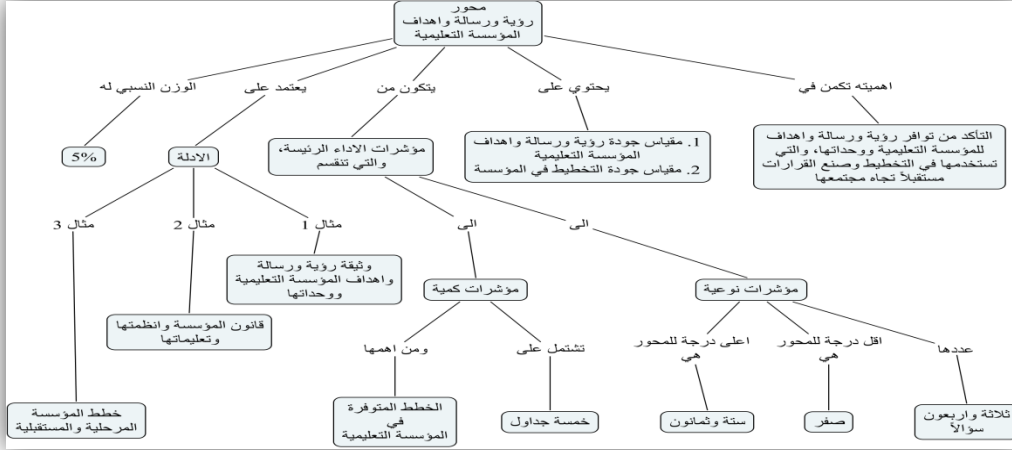 محور
رؤية ورسالة واهداف
المؤسسة التعليمية
اهميته تكمن في
يحتوي على
يتكون من
يعتمد على
الوزن النسبي له
التأكد من توافر رؤية ورسالة واهداف
للمؤسسة التعليمية ووحداتها، والتي
تستخدمها في التخطيط وصنع القرارات
مستقبلاً تجاه مجتمعها
1. مقياس جودة رؤية ورسالة واهداف
المؤسسة التعليمية
2. مقياس جودة التخطيط في المؤسسة
مؤشرات الاداء الرئيسة،
والتي تنقسم
الادلة
5%
الى
الى
مثال 1
مثال 2
مثال 3
وثيقة رؤية ورسالة
واهداف المؤسسة التعليمية
ووحداتها
مؤشرات نوعية
مؤشرات كمية
قانون المؤسسة وانظمتها
وتعليماتها
عددها
اقل درجة للمحور
هي
اعلى درجة للمحور
هي
تشتمل على
ومن اهمها
ثلاثة واربعون
سؤالاً
صفر
ستة وثمانون
خمسة جداول
الخطط المتوفرة
في
المؤسسة التعليمية
خطط المؤسسة
المرحلية والمستقبلية